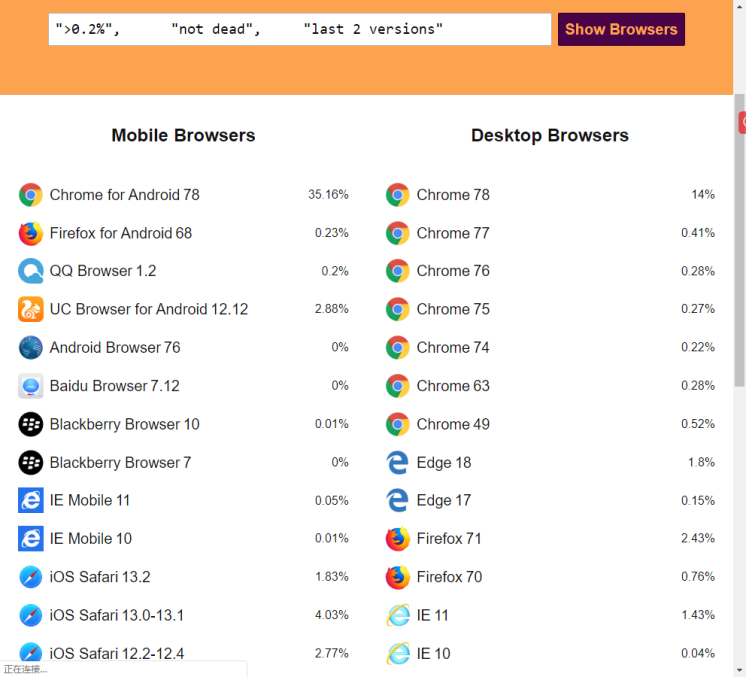 ">0.2%",      "not dead",     "last 2 versions"
Show Browsers
Mobile Browsers
Chrome for Android 78 35.16%
Firefox for Android 68 0.23%
QQ Browser 1.2 0.2%
UC Browser for Android 12.12 2.88%
Android Browser 76 0%
Baidu Browser 7.12 0%
Blackberry Browser 10 0.01%
Blackberry Browser 7 0%
IE Mobile 11 0.05%
IE Mobile 10 0.01%
iOS Safari 13.2 1.83%
iOS Safari 13.0-13.1 4.03%
iOS Safari 12.2-12.4 2.77%
Desktop Browsers
Chrome 78 14%
Chrome 77 0.41%
Chrome 76 0.28%
Chrome 75 0.27%
Chrome 74 0.22%
Chrome 63 0.28%
Chrome 49 0.52%
Edge 18 1.8%
Edge 17 0.15%
Firefox 71 2.43%
Firefox 70 0.76%
IE 11 1.43%
IE 10 0.04%
正在连接...